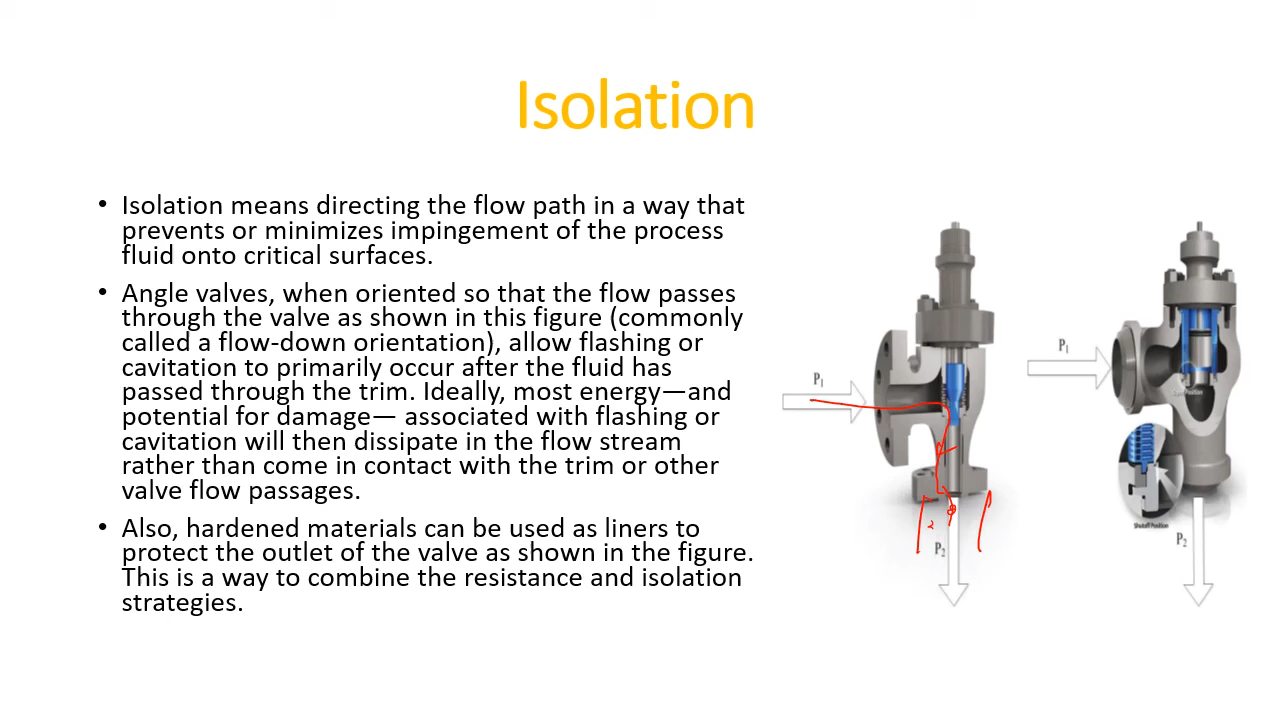 Isolation
• Isolation means directing the flow path in a way that
prevents or minimizes impingement of the process
fluid onto critical surfaces.
• Angle valves, when oriented so that the flow passes
through the valve as shown in this figure (commonly
called a flow-down orientation), allow flashing or
cavitation to primarily occur after the fluid has
passed through the trim. Ideally, most energy—and
potential for damage— associated with flashing or
cavitation will then dissipate in the flow stream
rather than come in contact with the trim or other
valve flow passages.
• Also, hardened materials can be used as liners to
protect the outlet of the valve as shown in the figure.
This is a way to combine the resistance and isolation
strategies.
P1
P2
P1
Shutoff Position
P2